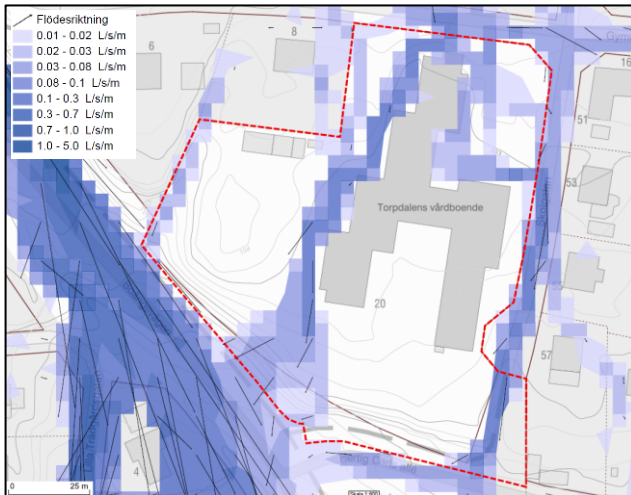 Flödesriktning
0.01 - 0.02 L/s/m
0.02 - 0.03 L/s/m
0.03 - 0.08 L/s/m
0.08 - 0.1 L/s/m
0.1 - 0.3 L/s/m
0.3 - 0.7 L/s/m
0.7 - 1.0 L/s/m
1.0 - 5.0 L/s/m
6
8
16
51
53
Torpdalens vårdboende
20
57
4
0
25 m